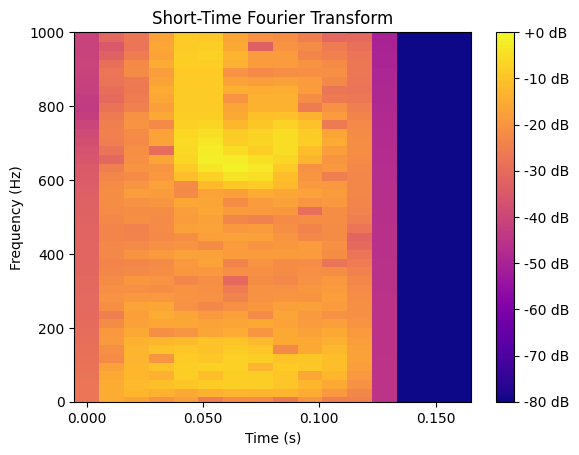 Short-Time Fourier Transform
1000
800
600
400
200
0
Frequency (Hz)
0.000
0.050
0.100
0.150
Time (s)
+0 dB
-10 dB
-20 dB
-30 dB
-40 dB
-50 dB
-60 dB
-70 dB
-80 dB